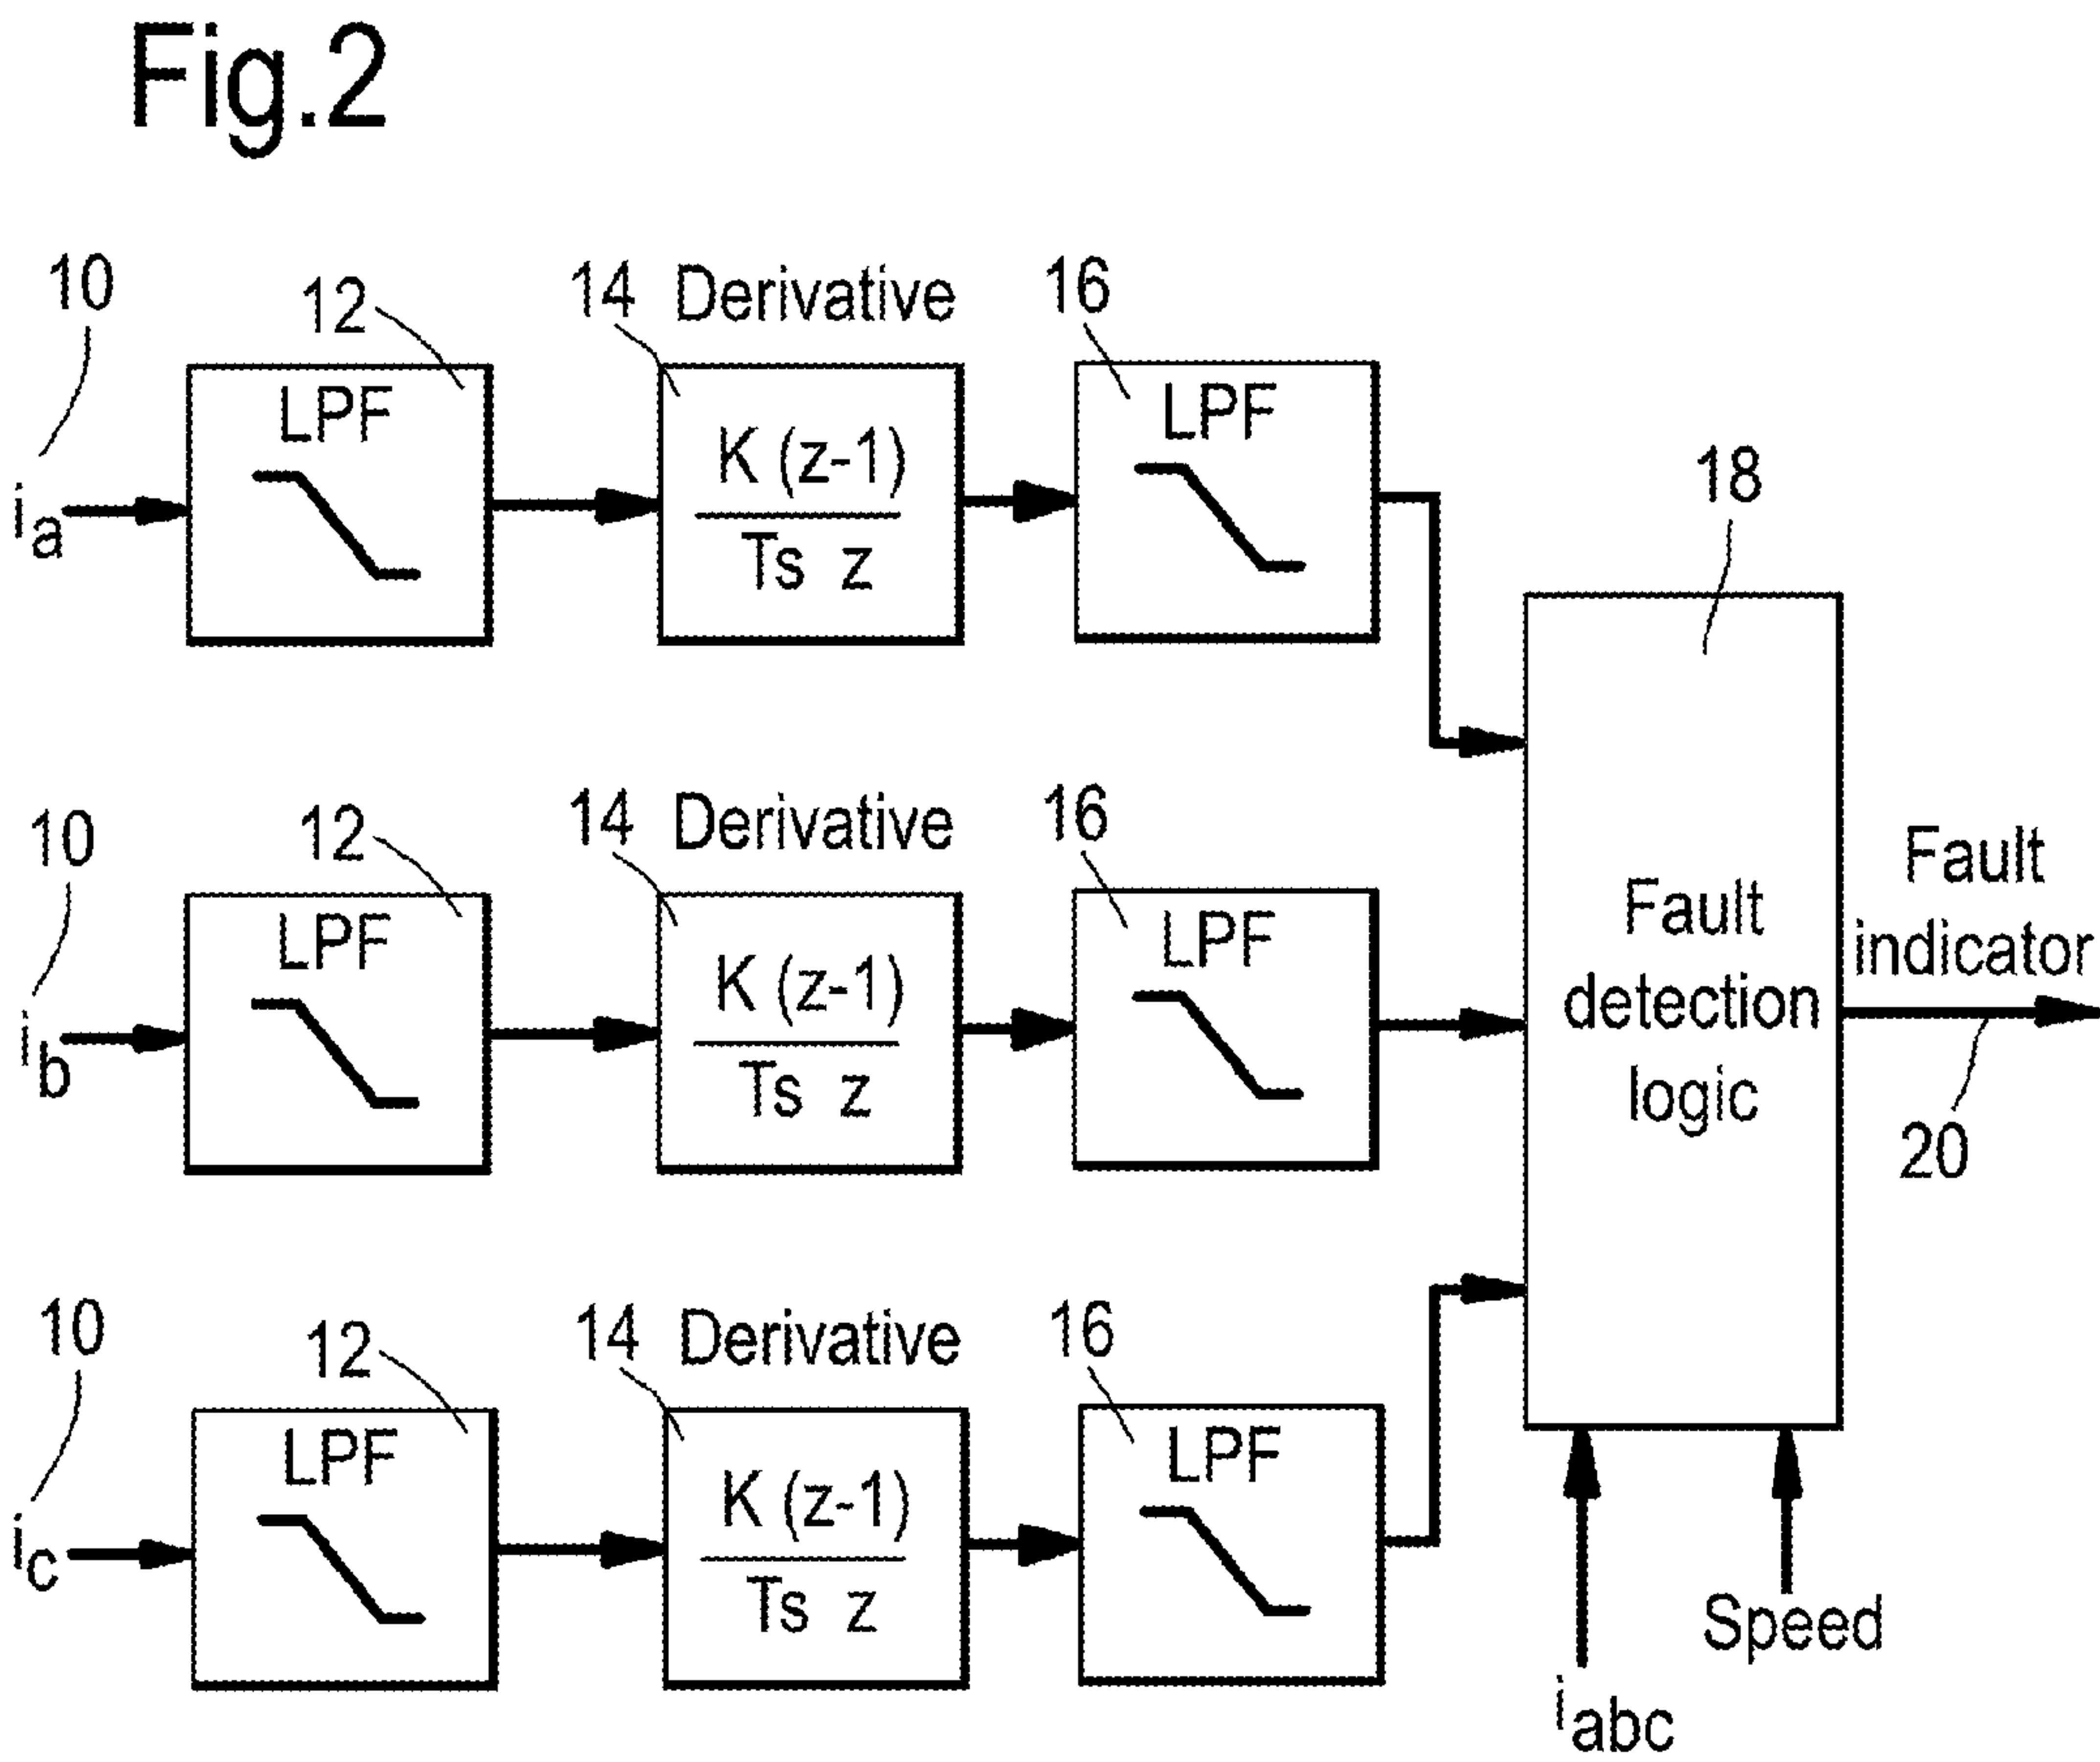 Fig.2
10
12
14 Derivative
16
LPF
K (z-1)
Ts z
LPF
i_a
18
10
12
14 Derivative
16
LPF
K (z-1)
Ts z
LPF
i_b
Fault
detection
logic
Fault
indicator
20
10
12
14 Derivative
16
LPF
K (z-1)
Ts z
LPF
i_c
Speed
i_abc